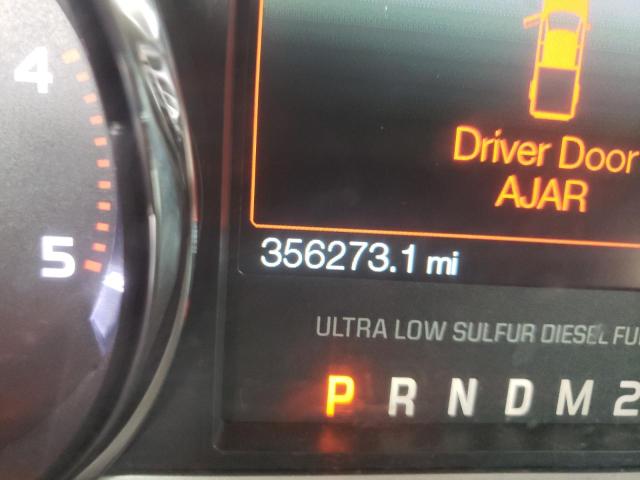 4
Driver Door
AJAR
5
356273.1 mi
ULTRA LOW SULFUR DIESEL
P R N D M 2